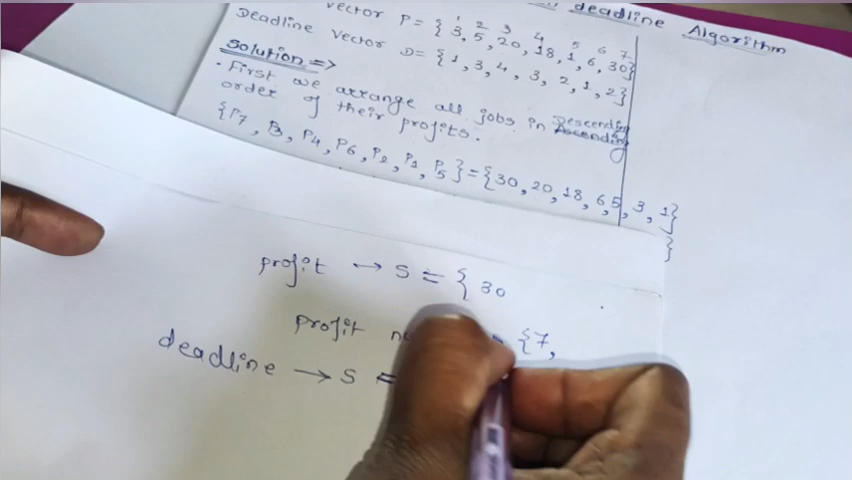 deadline Algorithm
Vector P = { 3, 5, 20, 18, 1, 6, 30}
1 2 3 4 5 6 7
Deadline Vector D= { 1, 3, 4, 3, 2, 1, 2}
Solution =>
. First we arrange all jobs in Descending
Ascending
order of their profits.
{P7, P3, P4, P6, P2, P1, P5 } = {30, 20, 18, 6, 5, 3, 1}
}
profit → S = { 30
profit {7,
deadline → S =